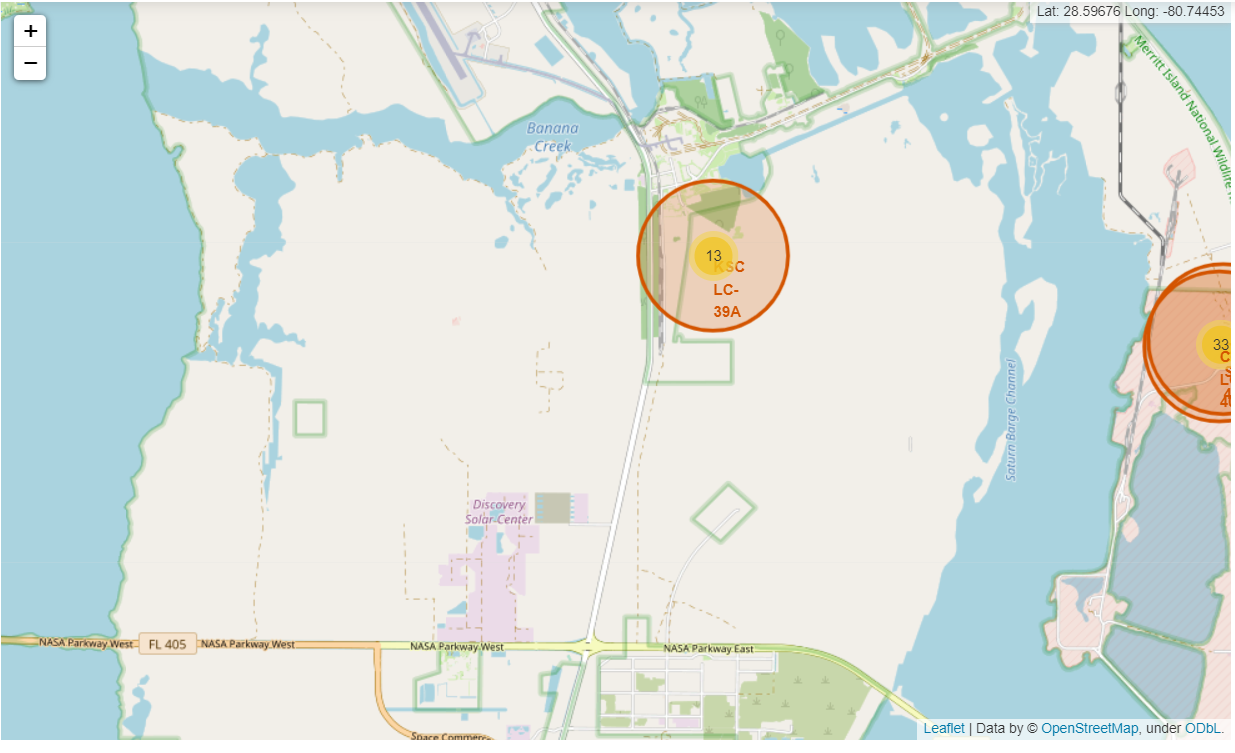 +
−
Lat: 28.59676 Long: -80.74453
Merritt Island National Wildlife
Banana
Creek
13
KSC
LC-
39A
33
Saturn Barge Channel
Discovery
Solar Center
NASA Parkway West
FL 405
NASA Parkway West
NASA Parkway West
NASA Parkway East
Space Commerc
Leaflet | Data by © OpenStreetMap, under ODbL.